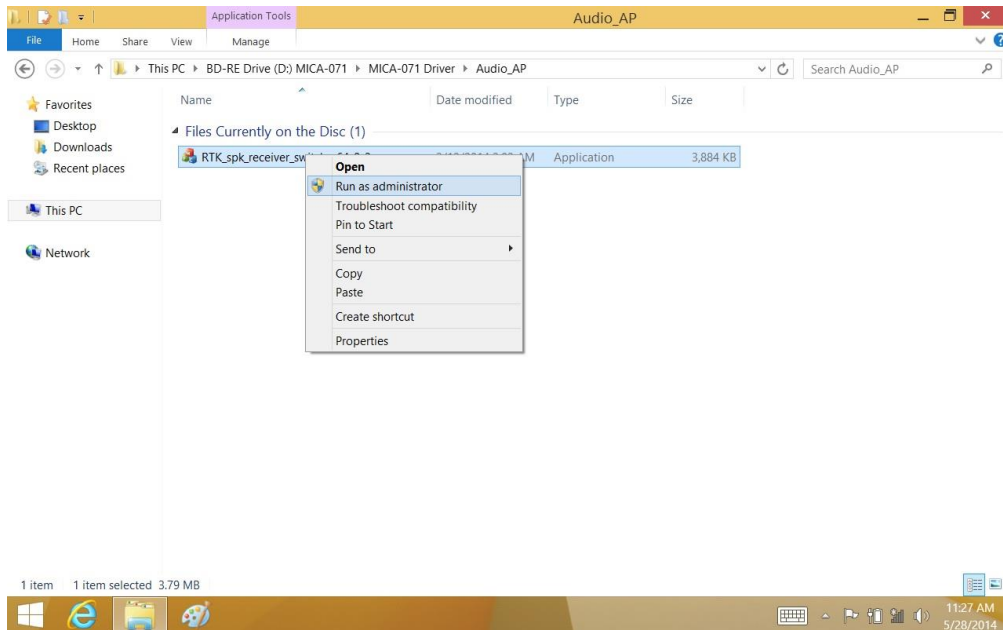 Application Tools
Audio_AP
File Home Share View Manage
This PC BD-RE Drive (D:) MICA-071 MICA-071 Driver Audio_AP
Search Audio_AP
Favorites
Desktop
Downloads
Recent places
This PC
Network
Name Date modified Type Size
Files Currently on the Disc (1)
RTK_spk_receiver_sw Application 3,884 KB
Open
Run as administrator
Troubleshoot compatibility
Pin to Start
Send to
Copy
Paste
Create shortcut
Properties
1 item 1 item selected 3.79 MB
11:27 AM
5/28/2014